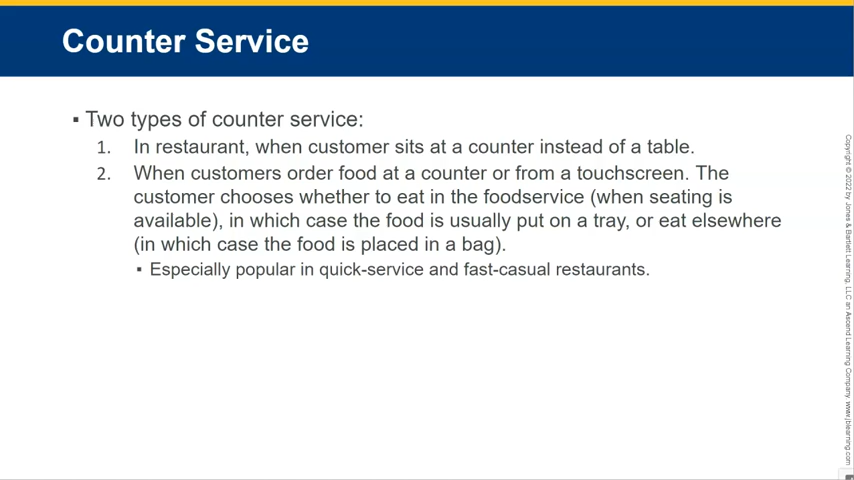 Counter Service
▪ Two types of counter service:
1. In restaurant, when customer sits at a counter instead of a table.
2. When customers order food at a counter or from a touchscreen. The
customer chooses whether to eat in the foodservice (when seating is
available), in which case the food is usually put on a tray, or eat elsewhere
(in which case the food is placed in a bag).
▪ Especially popular in quick-service and fast-casual restaurants.
Copyright © 2022 by Jones & Bartlett Learning, LLC an Ascend Learning Company. www.jblearning.com